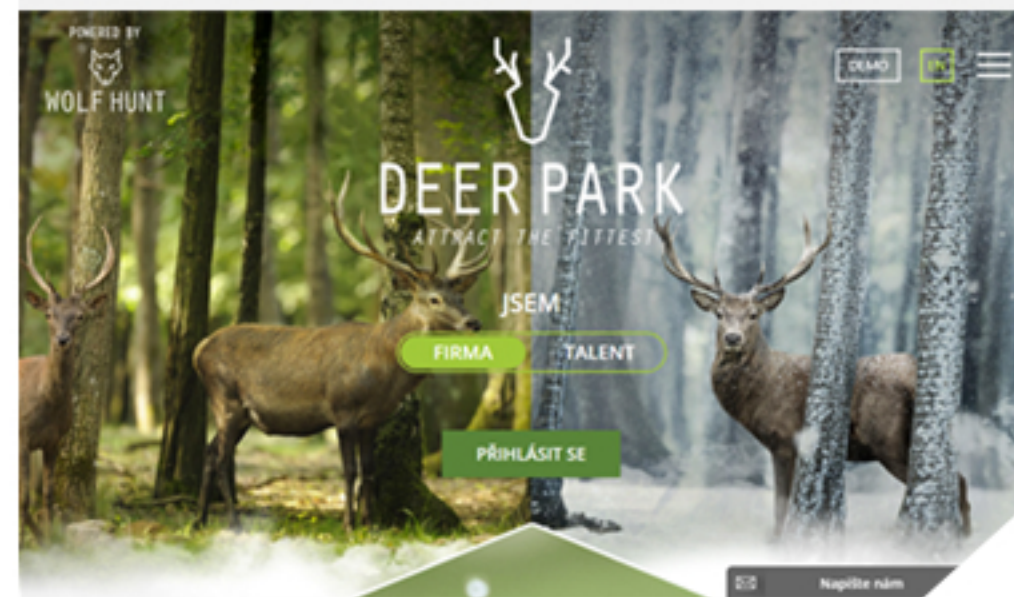 POWERED BY
WOLF HUNT
DEMO
EN
DEER PARK
ATTRACT THE FITTEST
JSEM
FIRMA
TALENT
PŘIHLÁSIT SE
Napište nám